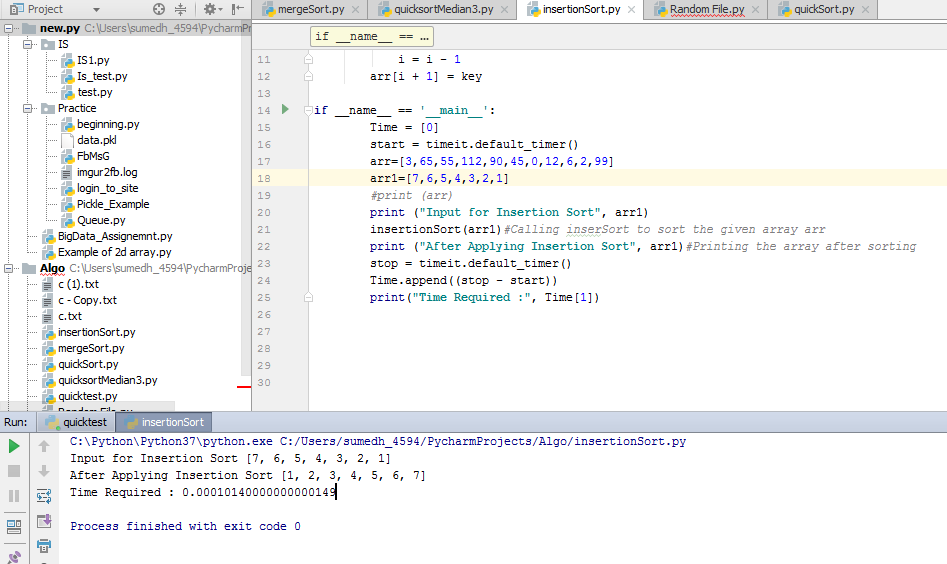 Project
mergeSort.py
quicksortMedian3.py
insertionSort.py
Random File.py
quickSort.py
new.py C:\Users\sumedh_4594\PycharmPr
IS
IS1.py
Is_test.py
test.py
Practice
beginning.py
data.pkl
FbMsG
imgur2fb.log
login_to_site
Pickle_Example
Queue.py
BigData_Assignemnt.py
Example of 2d array.py
Algo C:\Users\sumedh_4594\PycharmProje
c (1).txt
c - Copy.txt
c.txt
insertionSort.py
mergeSort.py
quickSort.py
quicksortMedian3.py
quicktest.py
Random File.py
if __name__ == ...
11 i = i - 1
12 arr[i + 1] = key
13
14 if __name__ == '__main__':
15 Time = [0]
16 start = timeit.default_timer()
17 arr=[3,65,55,112,90,45,0,12,6,2,99]
18 arr1=[7,6,5,4,3,2,1]
19 #print (arr)
20 print ("Input for Insertion Sort", arr1)
21 insertionSort(arr1)#Calling inserSort to sort the given array arr
22 print ("After Applying Insertion Sort", arr1)#Printing the array after sorting
23 stop = timeit.default_timer()
24 Time.append((stop - start))
25 print("Time Required :", Time[1])
26
27
28
29
30
Run: quicktest insertionSort
C:\Python\Python37\python.exe C:/Users/sumedh_4594/PycharmProjects/Algo/insertionSort.py
Input for Insertion Sort [7, 6, 5, 4, 3, 2, 1]
After Applying Insertion Sort [1, 2, 3, 4, 5, 6, 7]
Time Required : 0.00010140000000000149
Process finished with exit code 0